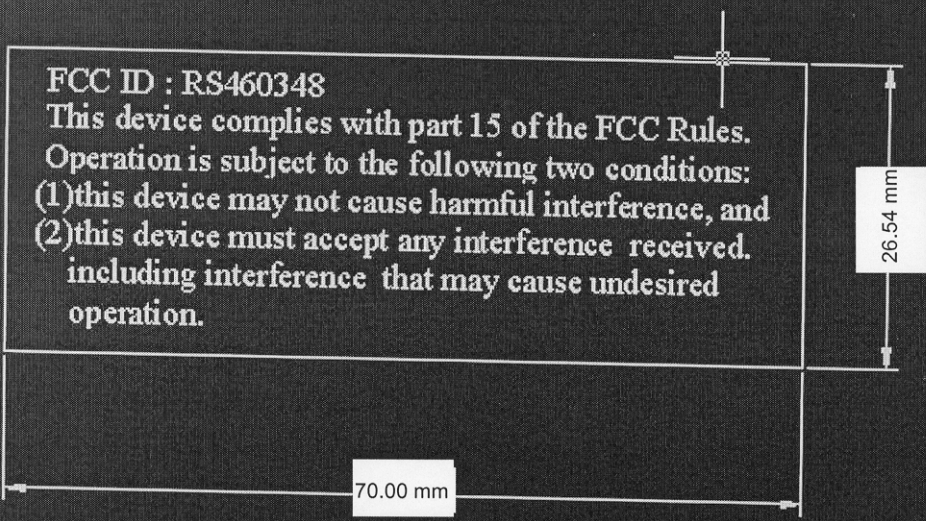 FCC ID : RS460348
This device complies with part 15 of the FCC Rules.
Operation is subject to the following two conditions:
(1)this device may not cause harmful interference, and
(2)this device must accept any interference received.
including interference that may cause undesired
operation.
26.54 mm
70.00 mm